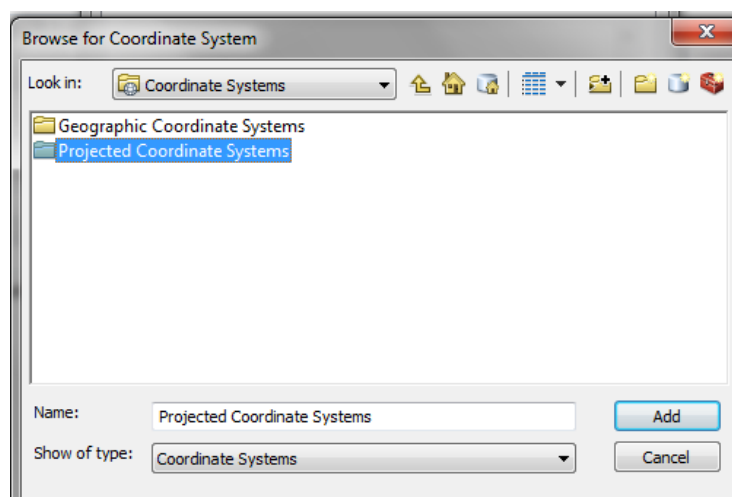 Browse for Coordinate System
Look in: Coordinate Systems
Geographic Coordinate Systems
Projected Coordinate Systems
Name: Projected Coordinate Systems Add
Show of type: Coordinate Systems Cancel